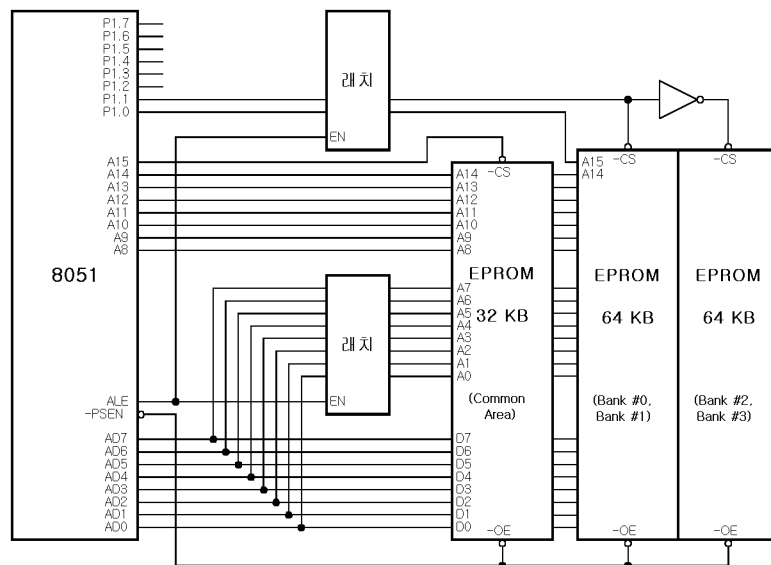 P1.7
P1.6
P1.5
P1.4
P1.3
P1.2
P1.1
P1.0
A15
A14
A13
A12
A11
A10
A9
A8
8051
ALE
-PSEN
AD7
AD6
AD5
AD4
AD3
AD2
AD1
AD0
래치
EN
래치
EN
-CS
A14
A13
A12
A11
A10
A9
A8
EPROM
A7
A6
A5
32 KB
A4
A3
A2
A1
A0
(Common
Area)
D7
D6
D5
D4
D3
D2
D1
D0
-OE
-CS
A15
A14
EPROM
64 KB
(Bank #0,
Bank #1)
-OE
-CS
EPROM
64 KB
(Bank #2,
Bank #3)
-OE